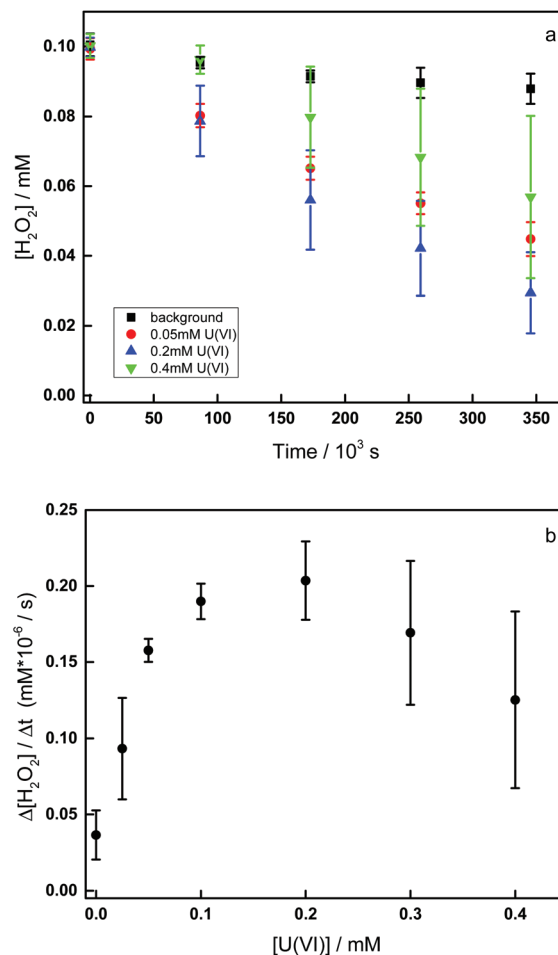 a
0.10
0.08
0.06
0.04
0.02
0.00
[H₂O₂] / mM
background
0.05mM U(VI)
0.2mM U(VI)
0.4mM U(VI)
0 50 100 150 200 250 300 350
Time / 10³ s
b
0.25
0.20
0.15
0.10
0.05
0.00
Δ[H₂O₂] / Δt (mM*10⁻⁶ / s)
0.0 0.1 0.2 0.3 0.4
[U(VI)] / mM